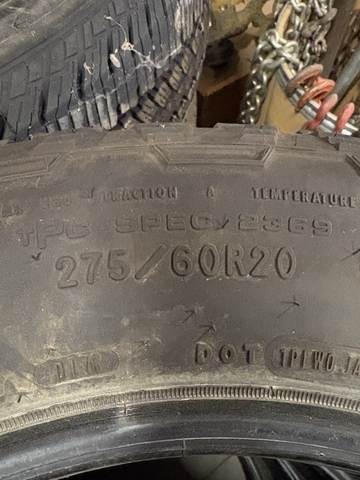 TRACTION A TEMPERATURE
TPC SPEC 2369
275/60R20
DOT